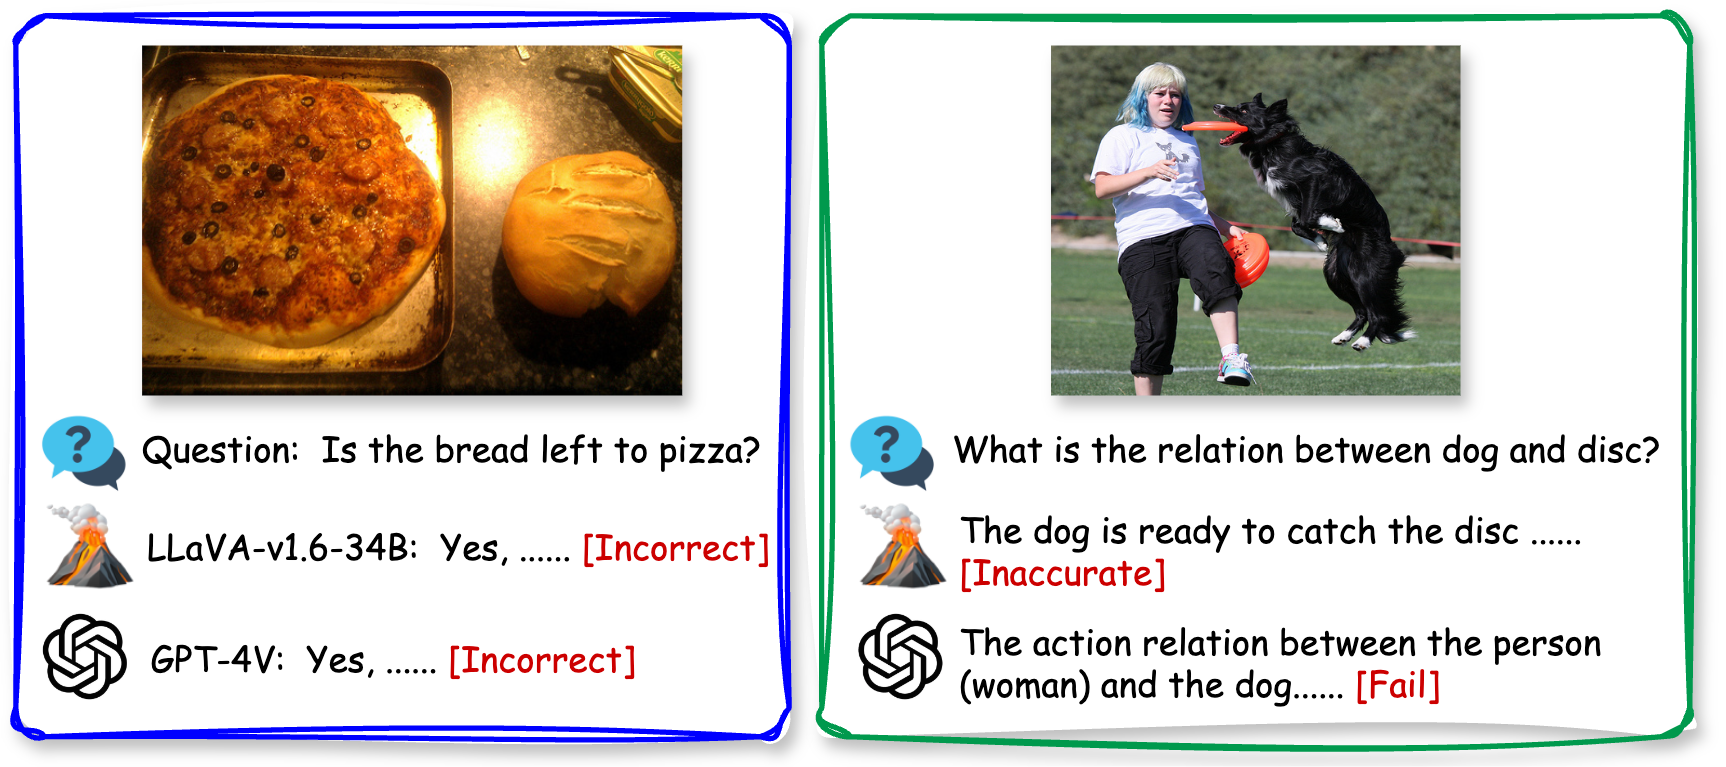 Question: Is the bread left to pizza?
LLaVA-v1.6-34B: Yes, ...... [Incorrect]
GPT-4V: Yes, ...... [Incorrect]
What is the relation between dog and disc?
The dog is ready to catch the disc ......
[Inaccurate]
The action relation between the person
(woman) and the dog...... [Fail]